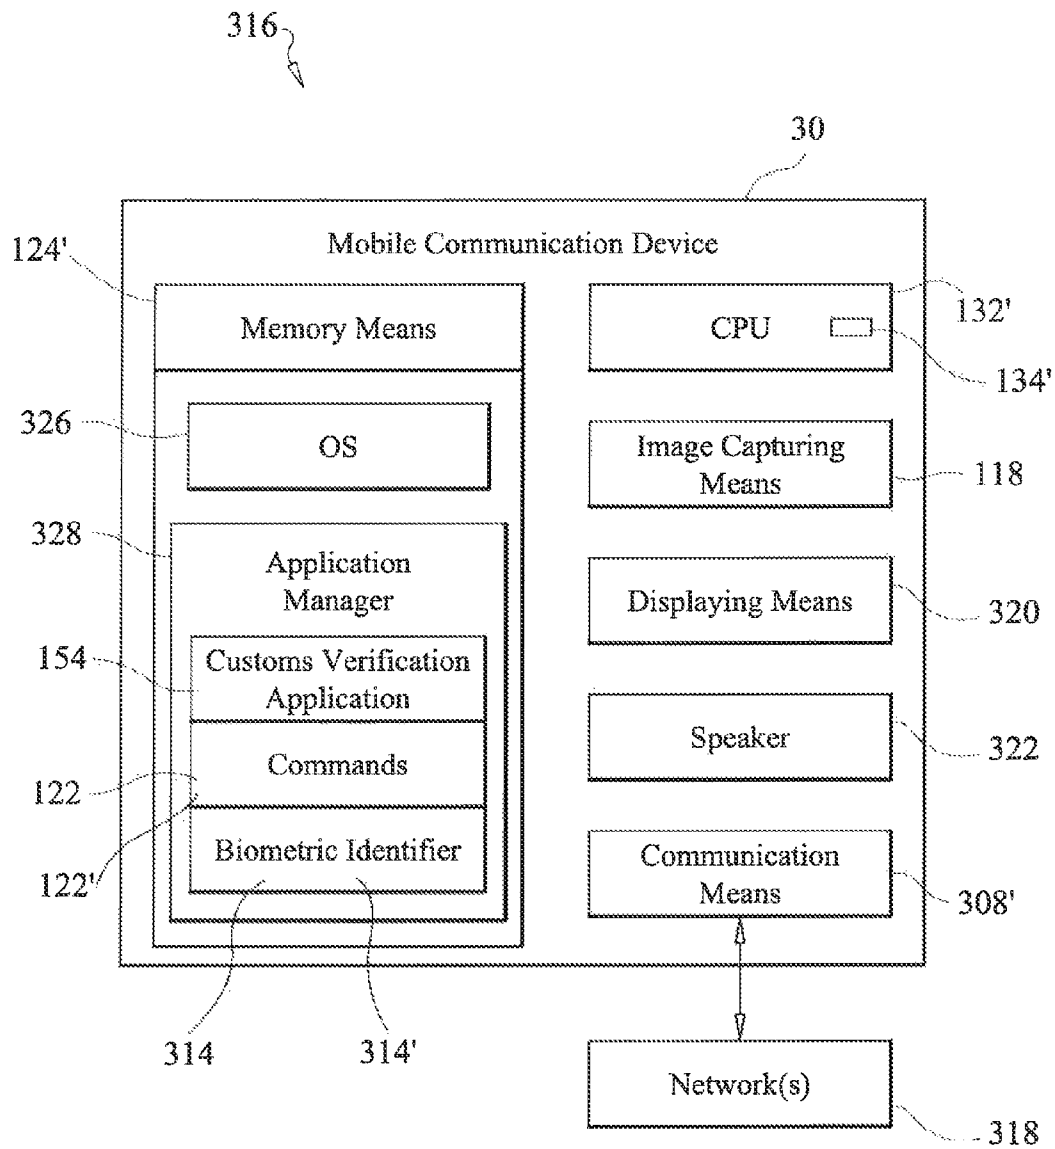 316
30
Mobile Communication Device
124'
Memory Means
CPU
132'
134'
326
OS
Image Capturing
Means
118
328
Application
Manager
Displaying Means
320
154
Customs Verification
Application
Speaker
322
122
Commands
122'
Biometric Identifier
Communication
Means
308'
314
314'
Network(s)
318